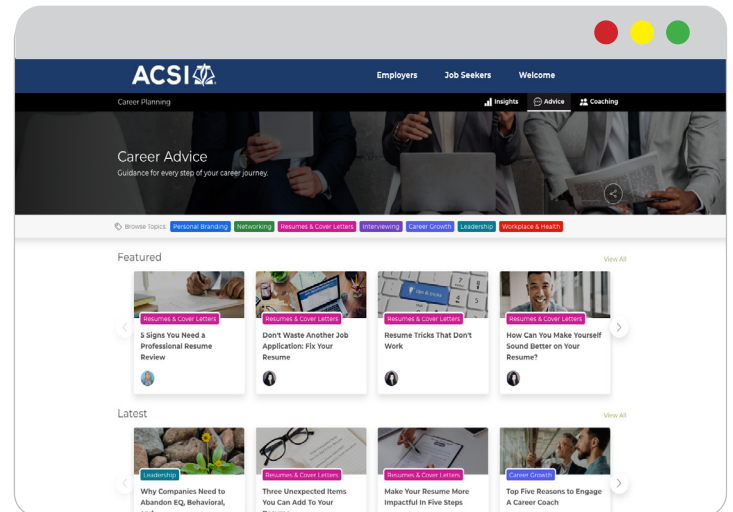 ACSI
Employers Job Seekers Welcome
Career Planning
Insights Advice Coaching
Career Advice
Guidance for every step of your career journey.
Browse Topics: Personal Branding Networking Resumes & Cover Letters Interviewing Career Growth Leadership Workplace & Health
Featured
View All
Resumes & Cover Letters
5 Signs You Need a
Professional Resume
Review
Resumes & Cover Letters
Don't Waste Another Job
Application: Fix Your
Resume
Resumes & Cover Letters
Resume Tricks That Don't
Work
Resumes & Cover Letters
How Can You Make Yourself
Sound Better on Your
Resume?
Latest
View All
Leadership
Why Companies Need to
Abandon EQ, Behavioral,
Resumes & Cover Letters
Three Unexpected Items
You Can Add To Your
Resumes & Cover Letters
Make Your Resume More
Impactful In Five Steps
Career Growth
Top Five Reasons to Engage
A Career Coach